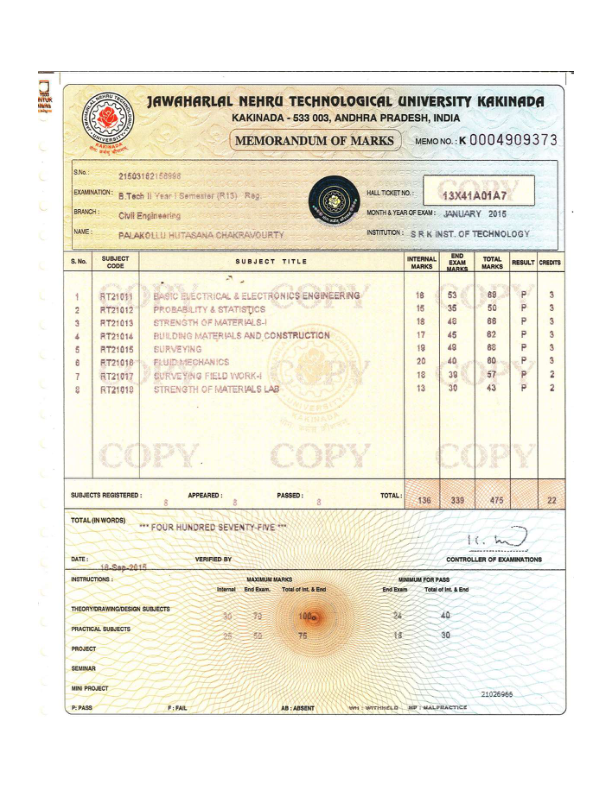 JAWAHARLAL NEHRU TECHNOLOGICAL UNIVERSITY KAKINADA
KAKINADA - 533 003, ANDHRA PRADESH, INDIA
MEMORANDUM OF MARKS MEMO NO. : K 0004909373
S.No :
EXAMINATION : B.Tech II Year I Semester (R13) Reg. HALL TICKET NO. : 13X41A01A7
BRANCH : Civil Engineering MONTH & YEAR OF EXAM : JANUARY 2015
NAME : PALAKOLLU HUTASANA CHAKRAVOURTY INSTITUTION : S R K INST. OF TECHNOLOGY
S. No. SUBJECT CODE SUBJECT TITLE INTERNAL MARKS END EXAM MARKS TOTAL MARKS RESULT CREDITS
1 RT21011 BASIC ELECTRICAL & ELECTRONICS ENGINEERING 16 53 69 P 3
2 RT21012 PROBABILITY & STATISTICS 15 35 50 P 3
3 RT21013 STRENGTH OF MATERIALS-I 18 48 66 P 3
4 RT21014 BUILDING MATERIALS AND CONSTRUCTION 17 45 62 P 3
5 RT21015 SURVEYING 19 49 68 P 3
6 RT21016 FLUID MECHANICS 20 40 60 P 3
7 RT21017 SURVEYING FIELD WORK-I 18 39 57 P 2
8 RT21018 STRENGTH OF MATERIALS LAB 13 30 43 P 2
COPY COPY COPY
SUBJECTS REGISTERED : 8 APPEARED : 8 PASSED : 8 TOTAL : 136 339 475 22
TOTAL (IN WORDS) *** FOUR HUNDRED SEVENTY-FIVE ***
DATE : VERIFIED BY CONTROLLER OF EXAMINATIONS
INSTRUCTIONS : MAXIMUM MARKS MINIMUM FOR PASS
Internal End Exam. Total of Int. & End End Exam Total of Int. & End
THEORY/DRAWING/DESIGN SUBJECTS 30 70 100 24 40
PRACTICAL SUBJECTS 25 50 75 18 30
PROJECT
SEMINAR
MINI PROJECT
21026966
P : PASS F : FAIL AB : ABSENT WH : WITHHELD MP : MALPRACTICE